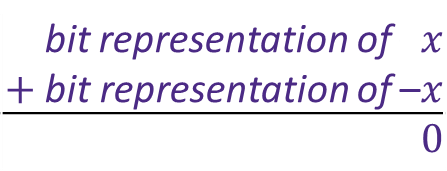 bit representation of x
+ bit representation of −x
0